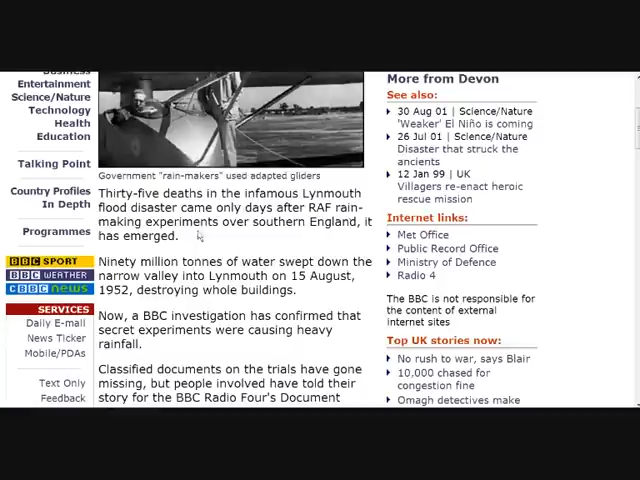 Business
Entertainment
Science/Nature
Technology
Health
Education
Talking Point
Country Profiles
In Depth
Programmes
BBC SPORT
BBC WEATHER
CBBC news
SERVICES
Daily E-mail
News Ticker
Mobile/PDAs
Text Only
Feedback
Government "rain-makers" used adapted gliders
Thirty-five deaths in the infamous Lynmouth
flood disaster came only days after RAF rain-
making experiments over southern England, it
has emerged.
Ninety million tonnes of water swept down the
narrow valley into Lynmouth on 15 August,
1952, destroying whole buildings.
Now, a BBC investigation has confirmed that
secret experiments were causing heavy
rainfall.
Classified documents on the trials have gone
missing, but people involved have told their
story for the BBC Radio Four's Document
More from Devon
See also:
30 Aug 01 | Science/Nature
'Weaker' El Niño is coming
26 Jul 01 | Science/Nature
Disaster that struck the
ancients
12 Jan 99 | UK
Villagers re-enact heroic
rescue mission
Internet links:
Met Office
Public Record Office
Ministry of Defence
Radio 4
The BBC is not responsible for
the content of external
internet sites
Top UK stories now:
No rush to war, says Blair
10,000 chased for
congestion fine
Omagh detectives make